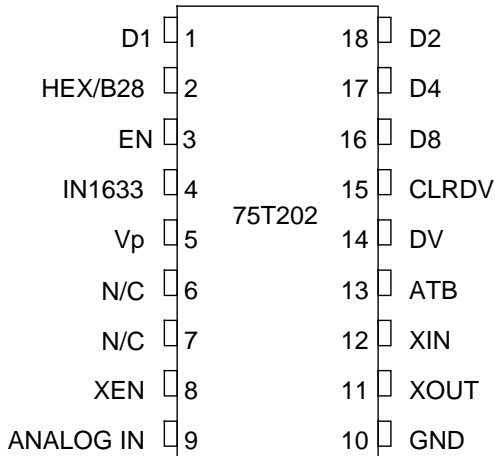 D1 1 18 D2
HEX/B28 2 17 D4
EN 3 16 D8
IN1633 4 15 CLRDV
75T202
Vp 5 14 DV
N/C 6 13 ATB
N/C 7 12 XIN
XEN 8 11 XOUT
ANALOG IN 9 10 GND